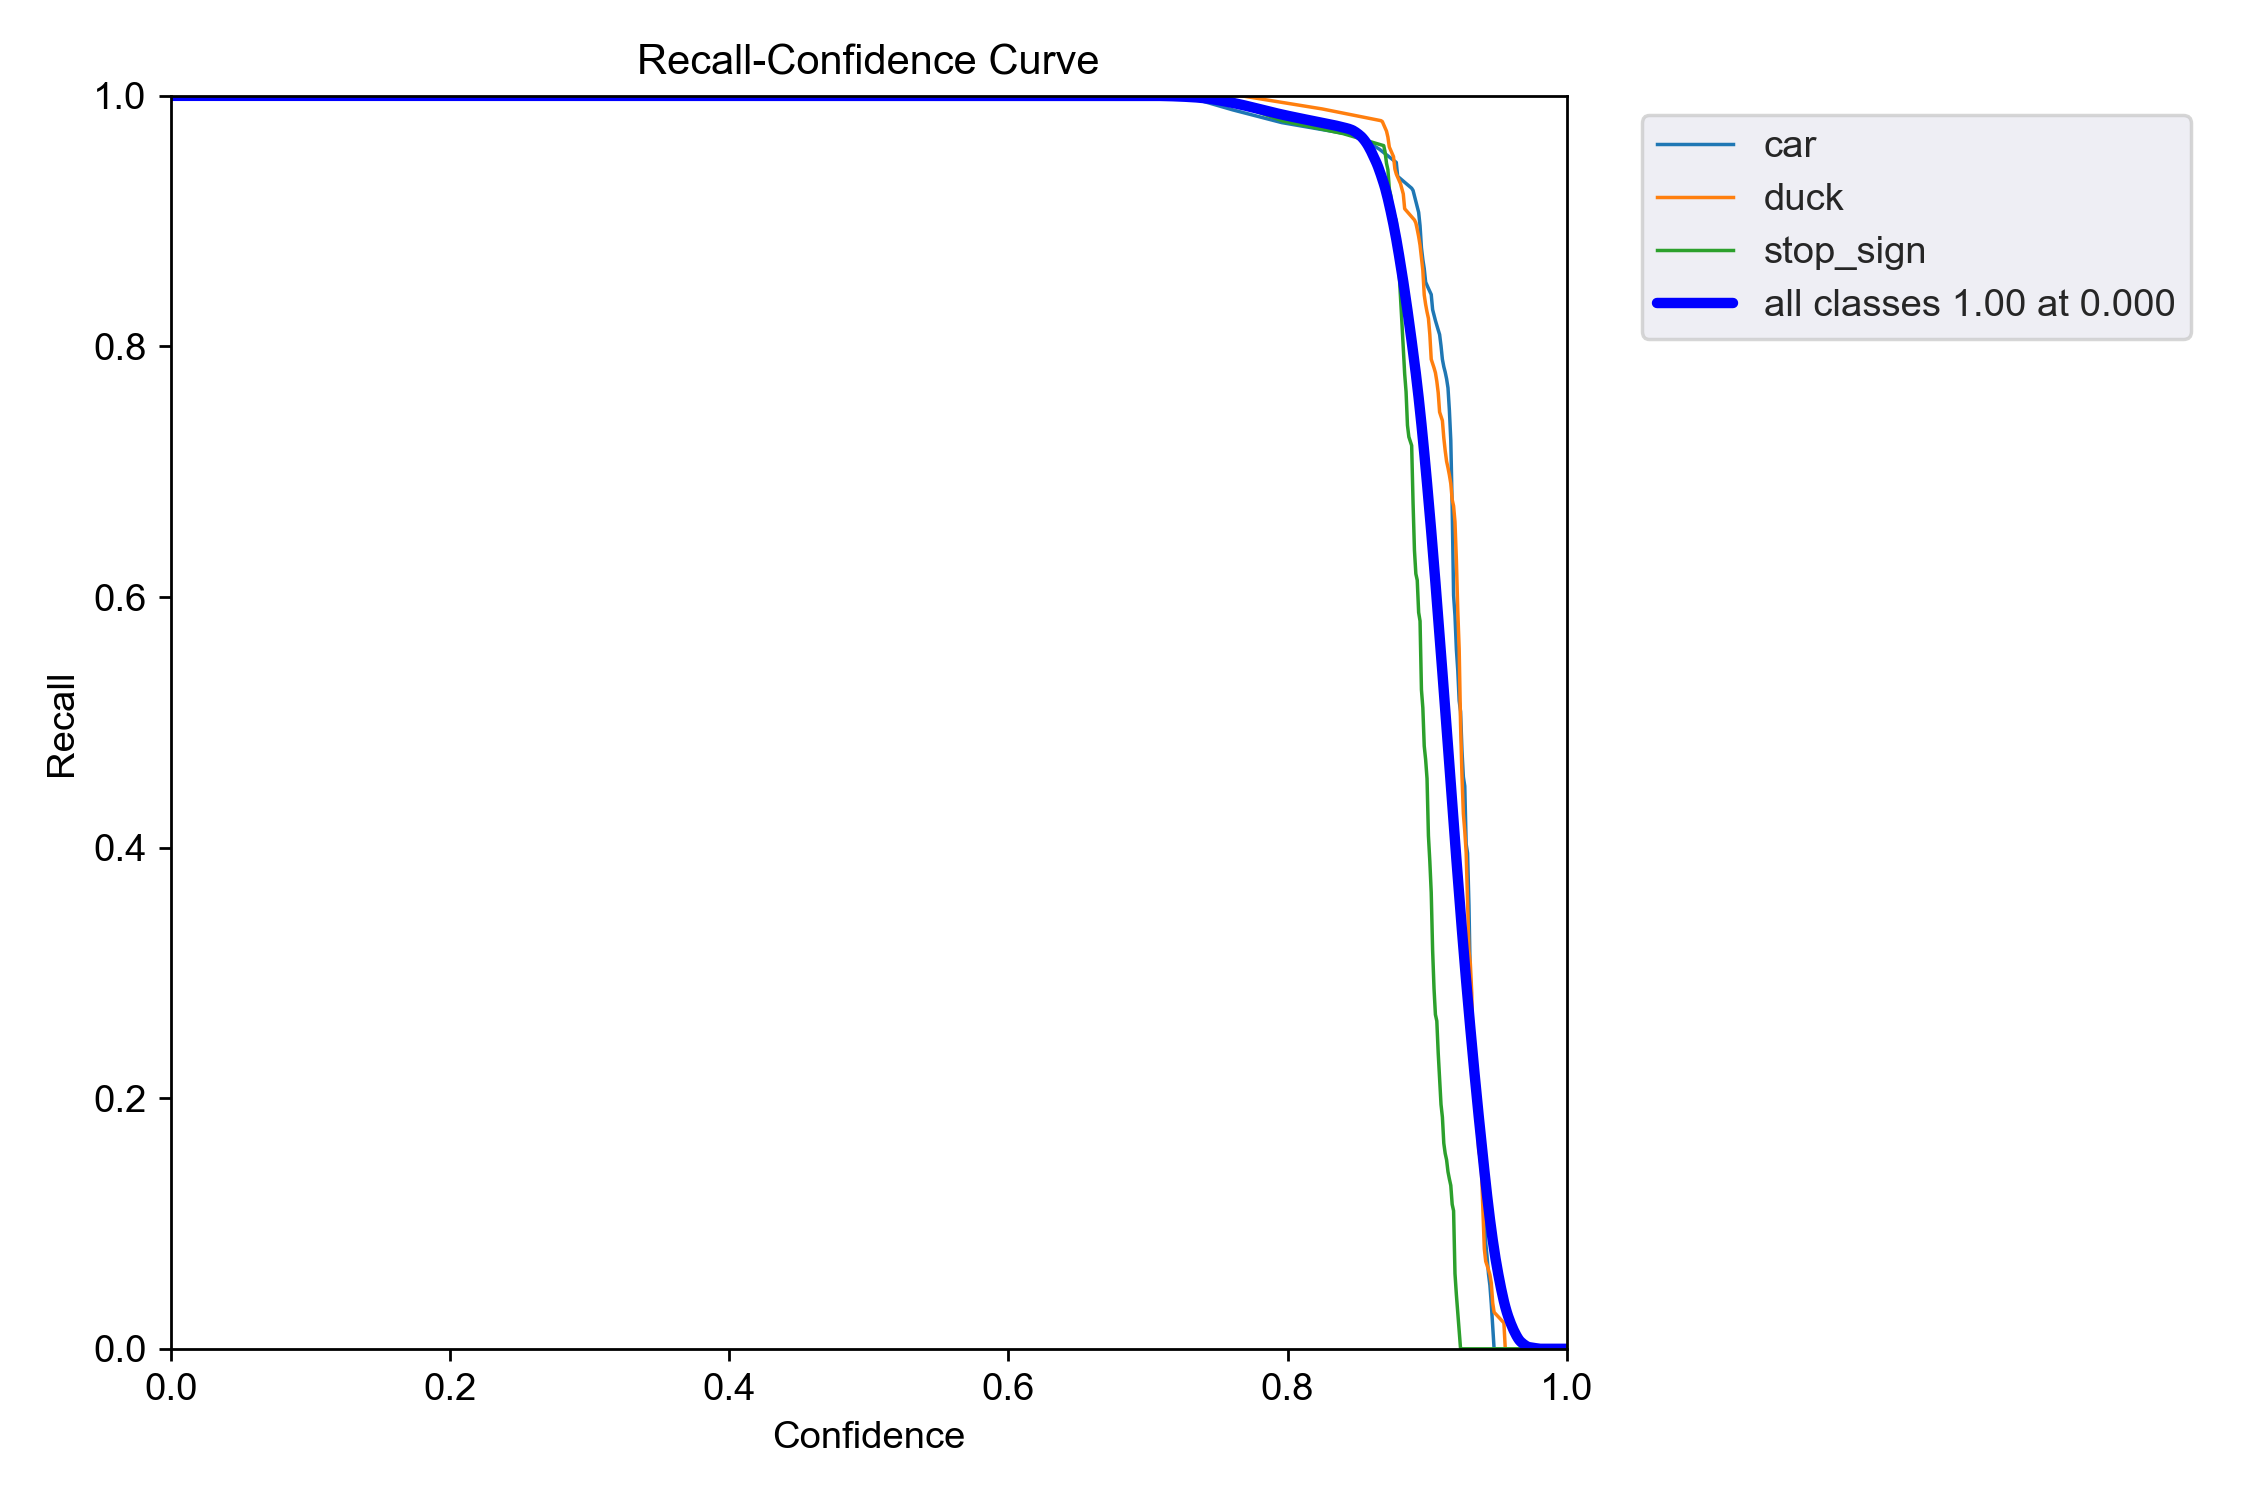 Recall-Confidence Curve
1.0
0.8
0.6
0.4
0.2
0.0
Recall
0.0 0.2 0.4 0.6 0.8 1.0
Confidence
car
duck
stop_sign
all classes 1.00 at 0.000